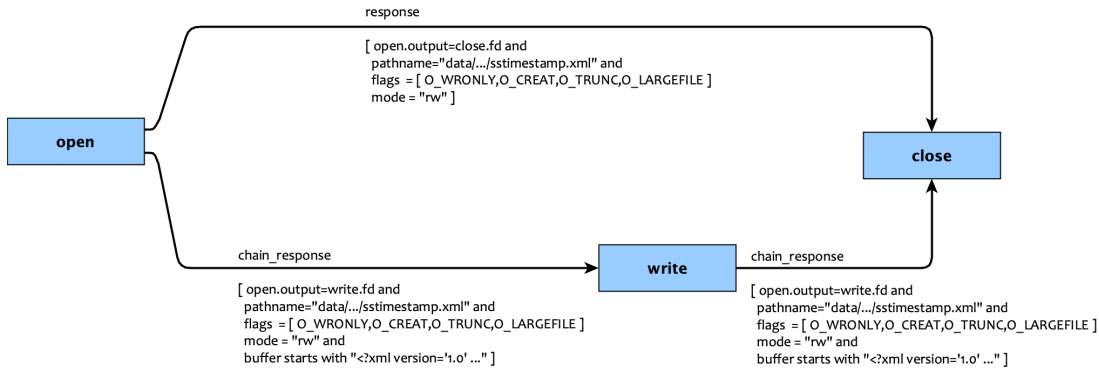 response
[ open.output=close.fd and
pathname="data/.../sstimestamp.xml" and
flags = [ O_WRONLY,O_CREAT,O_TRUNC,O_LARGEFILE ]
mode = "rw" ]
open
close
chain_response
[ open.output=write.fd and
pathname="data/.../sstimestamp.xml" and
flags = [ O_WRONLY,O_CREAT,O_TRUNC,O_LARGEFILE ]
mode = "rw" and
buffer starts with "<?xml version='1.0' ..." ]
write
chain_response
[ open.output=write.fd and
pathname="data/.../sstimestamp.xml" and
flags = [ O_WRONLY,O_CREAT,O_TRUNC,O_LARGEFILE ]
mode = "rw" and
buffer starts with "<?xml version='1.0' ..." ]